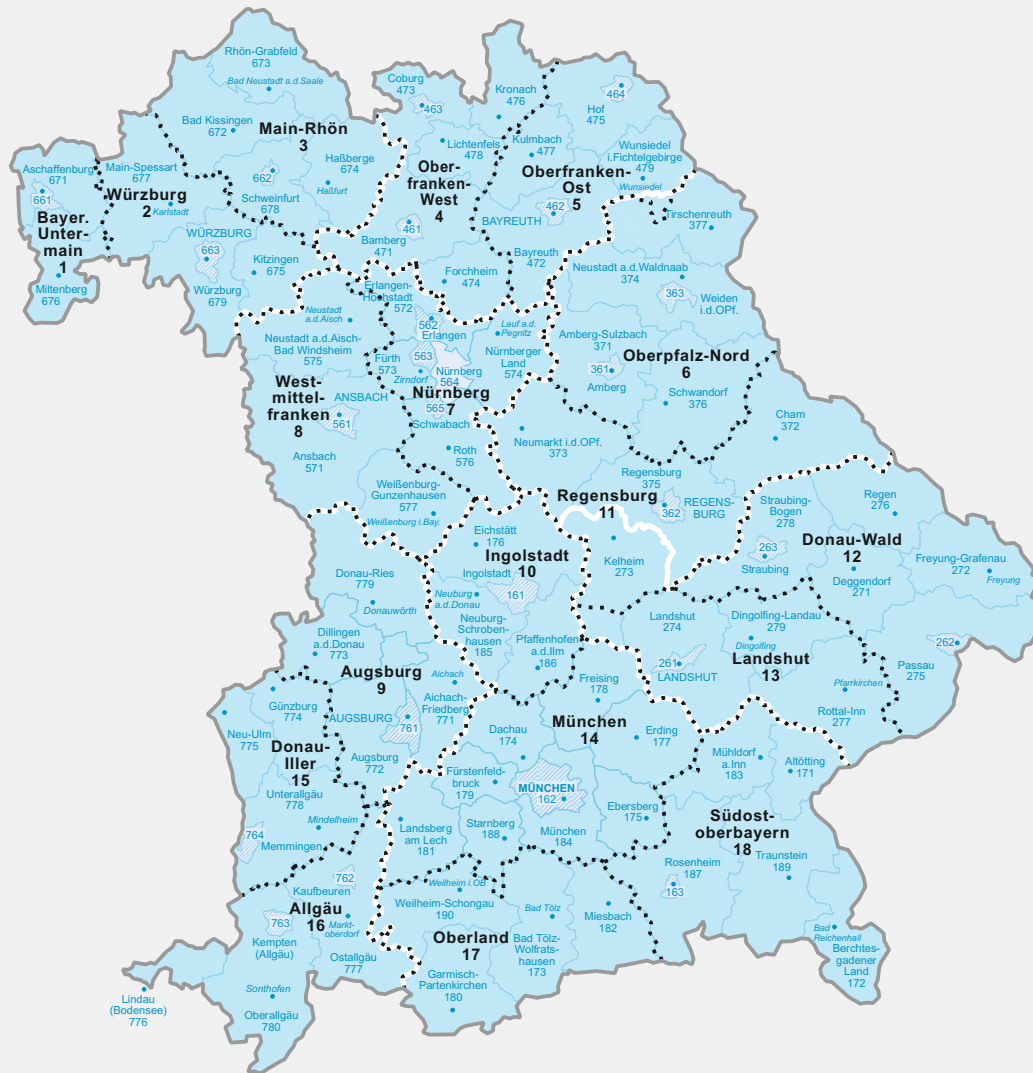 Rhön-Grabfeld
673
Bad Neustadt a.d.Saale
Coburg
473
463
Kronach
476
464
Hof
475
Bad Kissingen
672
Main-Rhön
3
Lichtenfels
478
Kulmbach
477
Wunsiedel
i.Fichtelgebirge
479
Wunsiedel
Aschaffenburg
671
661
Main-Spessart
677
Karlstadt
Würzburg
2
662
Schweinfurt
678
Haßberge
674
Haßfurt
Ober-
franken-
West
4
Oberfranken-
Ost
5
462
BAYREUTH
Bayreuth
472
Bayer.
Unter-
main
1
Miltenberg
676
WÜRZBURG
663
Würzburg
679
Kitzingen
675
461
Bamberg
471
Forchheim
474
Tirschenreuth
377
Neustadt a.d.Waldnaab
374
363
Weiden
i.d.OPf.
Neustadt
a.d.Aisch
Neustadt a.d.Aisch-
Bad Windsheim
575
Erlangen-
Höchstadt
572
562
Erlangen
Lauf a.d.
Pegnitz
Nürnberger
Land
574
Fürth
573
563
Zirndorf
Nürnberg
564
Nürnberg
7
565
Schwabach
Roth
576
Amberg-Sulzbach
371
361
Amberg
Oberpfalz-Nord
6
Schwandorf
376
West-
mittel-
franken
8
ANSBACH
561
Ansbach
571
Weißenburg-
Gunzenhausen
577
Weißenburg i.Bay.
Neumarkt i.d.OPf.
373
Cham
372
Regensburg
375
362
REGENS-
BURG
Regensburg
11
Straubing-
Bogen
278
263
Straubing
Regen
276
Donau-Wald
12
Deggendorf
271
Freyung-Grafenau
272
Freyung
Eichstätt
176
Ingolstadt
10
Ingolstadt
161
Kelheim
273
Donau-Ries
779
Donauwörth
Neuburg
a.d.Donau
Neuburg-
Schroben-
hausen
185
Pfaffenhofen
a.d.Ilm
186
Landshut
274
261
LANDSHUT
Dingolfing-Landau
279
Dingolfing
Landshut
13
262
Passau
275
Pfarrkirchen
Rottal-Inn
277
Dillingen
a.d.Donau
773
Augsburg
9
Aichach
Aichach-
Friedberg
771
AUGSBURG
761
Augsburg
772
Günzburg
774
Neu-Ulm
775
Donau-
Iller
15
Unterallgäu
778
Mindelheim
764
Memmingen
Freising
178
München
14
Erding
177
Dachau
174
Fürstenfeld-
bruck
179
MÜNCHEN
162
München
184
Ebersberg
175
Landsberg
am Lech
181
Starnberg
188
Mühldorf
a.Inn
183
Altötting
171
Südost-
oberbayern
18
Rosenheim
187
163
Traunstein
189
Bad
Reichenhall
Berchtes-
gadener
Land
172
762
Kaufbeuren
Allgäu
16
763
Kempten
(Allgäu)
Markt-
oberdorf
Ostallgäu
777
Sonthofen
Oberallgäu
780
Lindau
(Bodensee)
776
Weilheim i.OB
Weilheim-Schongau
190
Oberland
17
Garmisch-
Partenkirchen
180
Bad Tölz
Bad Tölz-
Wolfrats-
hausen
173
Miesbach
182